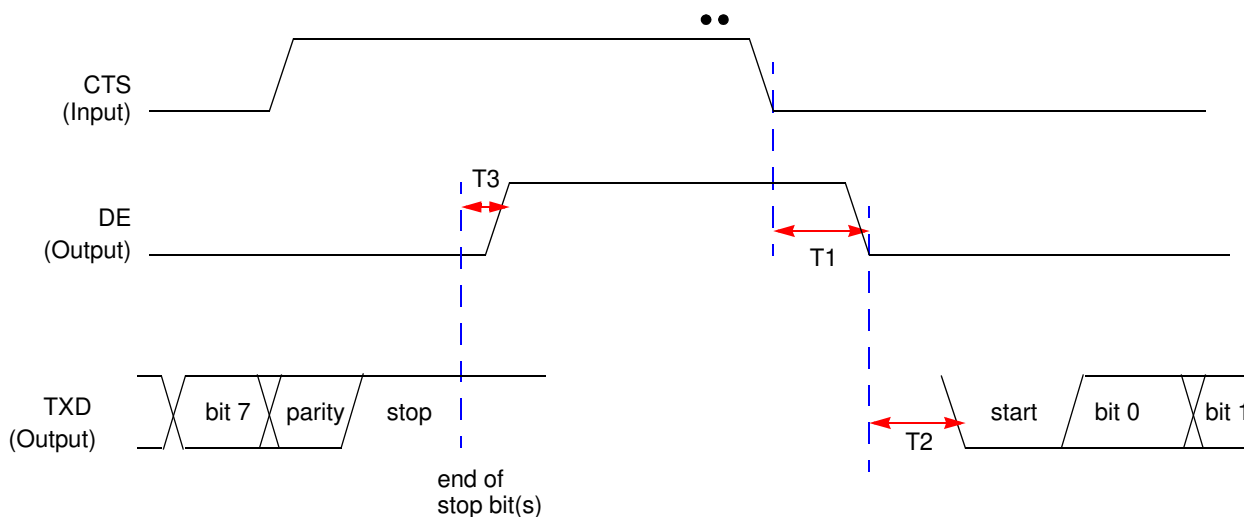 CTS
(Input)
T3
DE
(Output)
T1
TXD
(Output)
bit 7
parity
stop
T2
start
bit 0
bit 1
end of
stop bit(s)